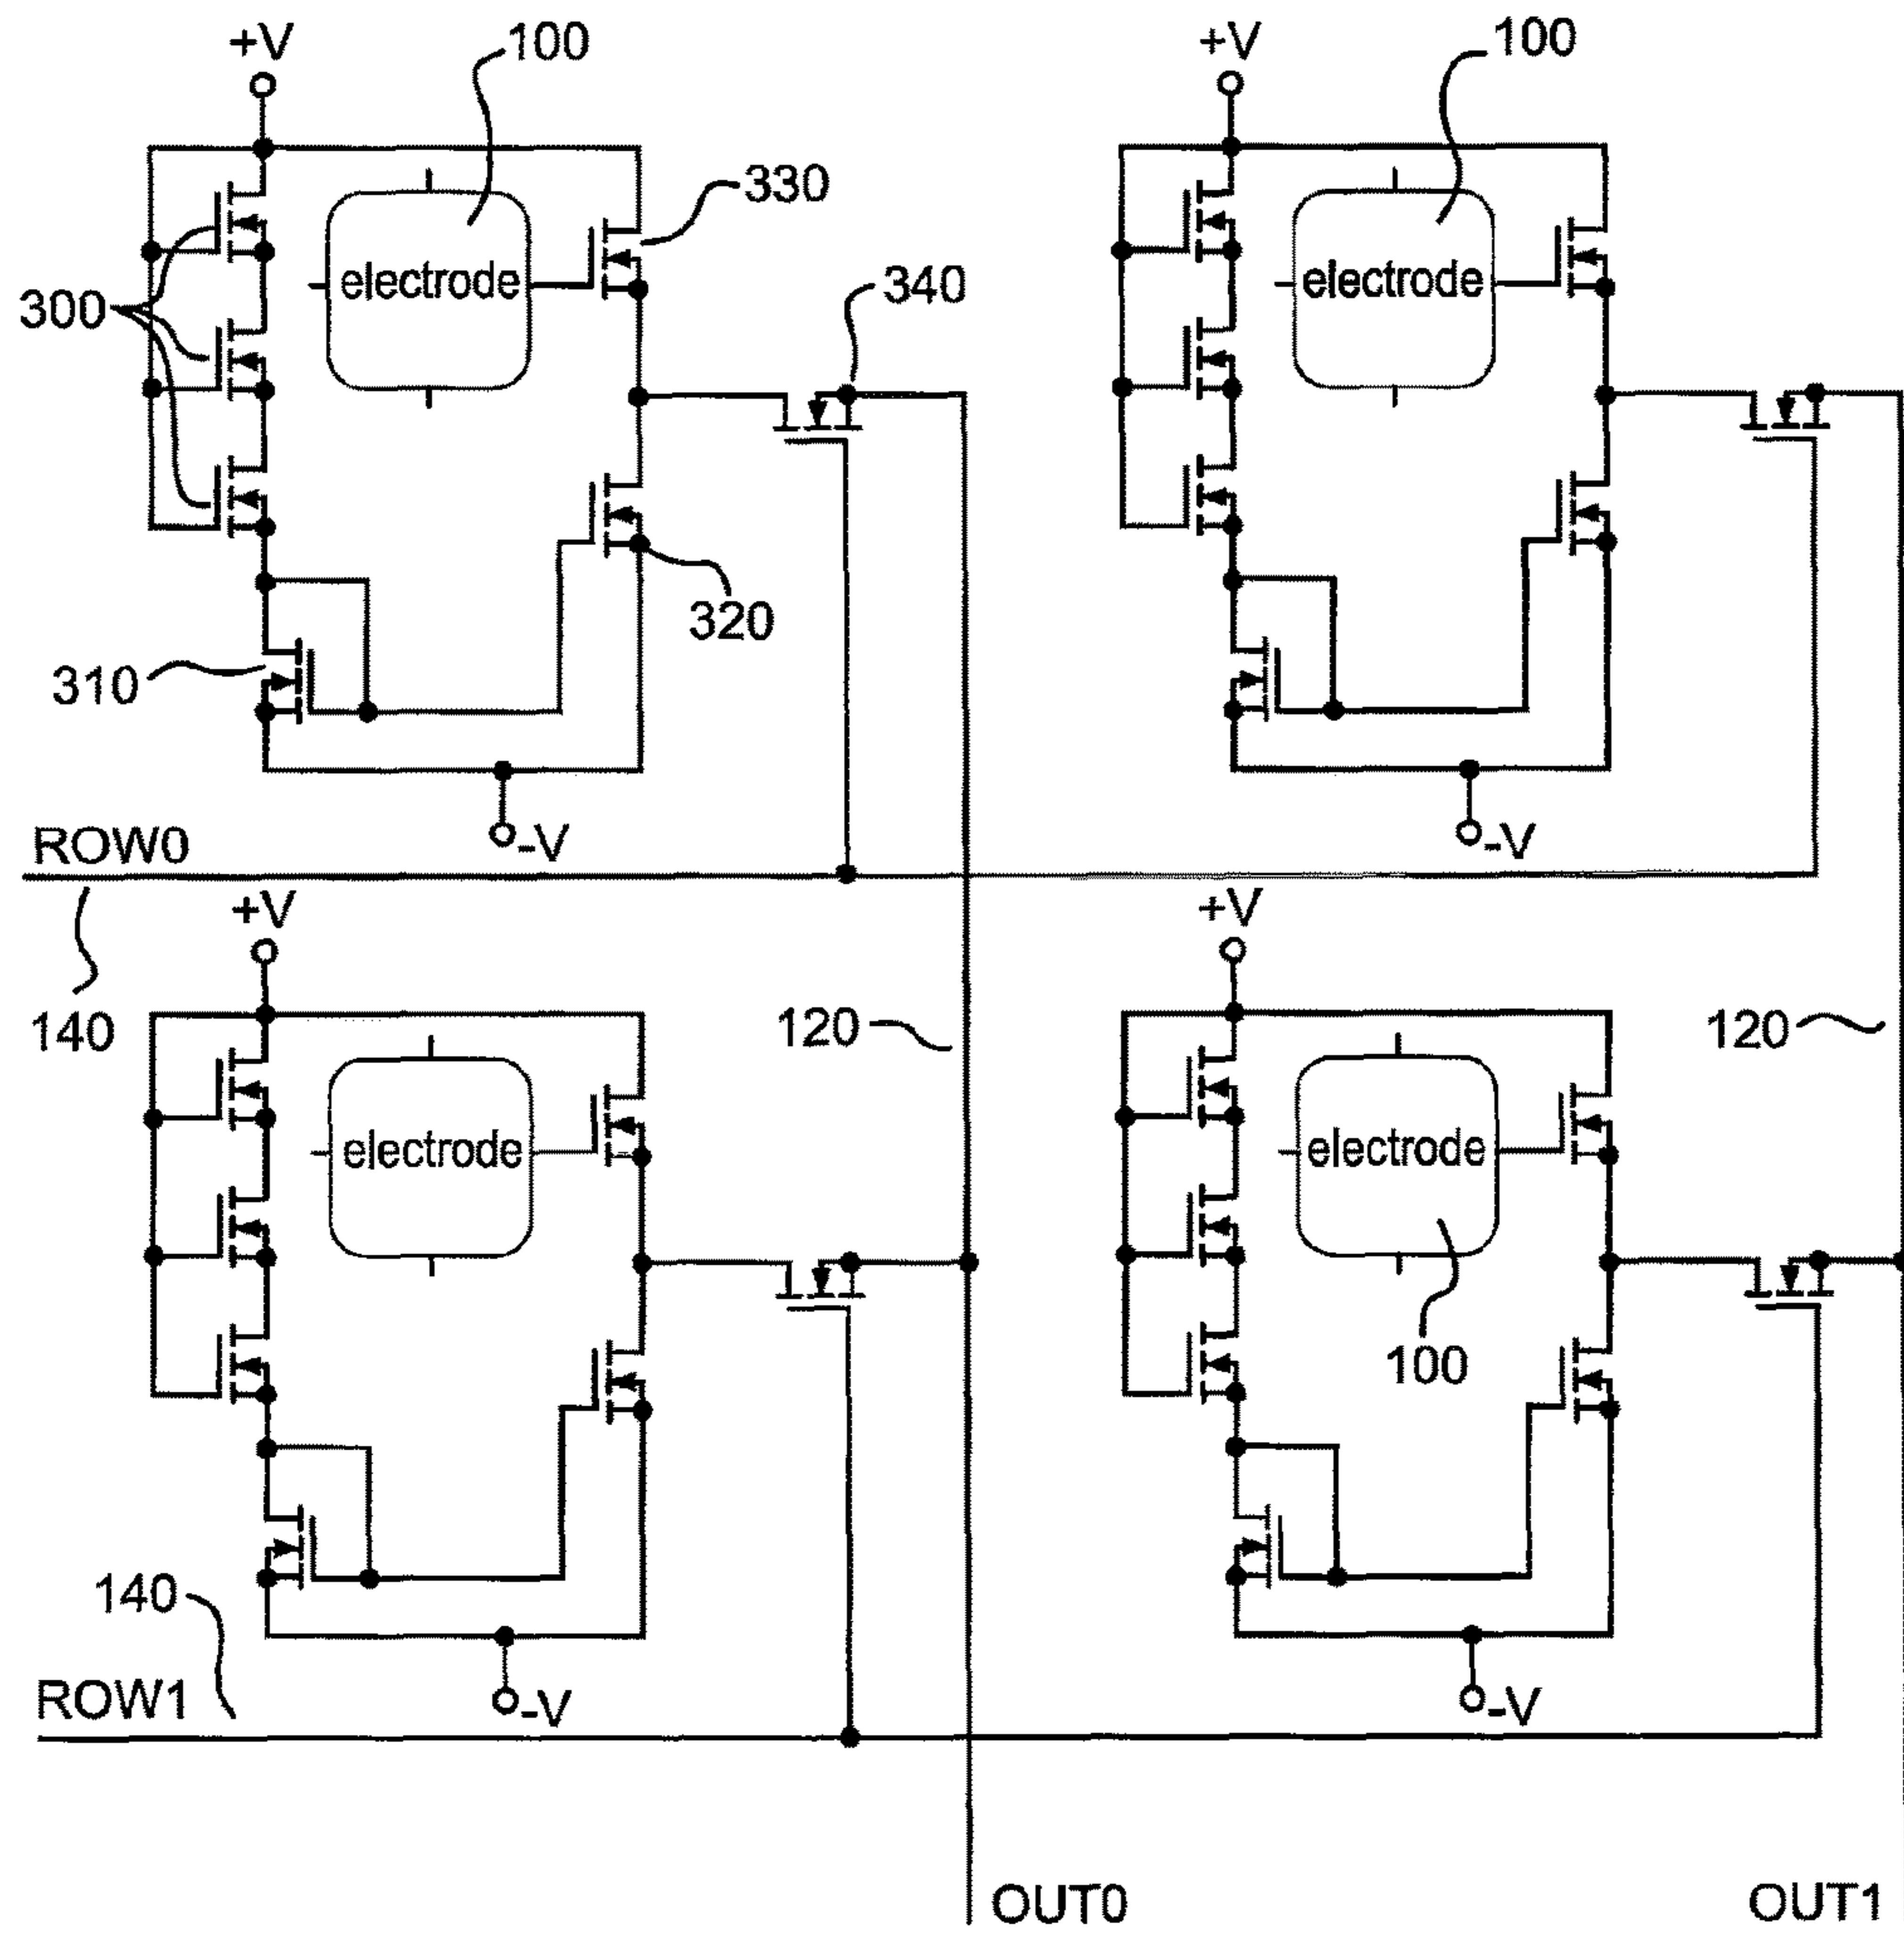 +V
100
+V
100
330
electrode
340
electrode
300
320
310
-V
-V
ROW0
+V
+V
140
120
120
electrode
electrode
100
140
ROW1
-V
-V
OUT0
OUT1